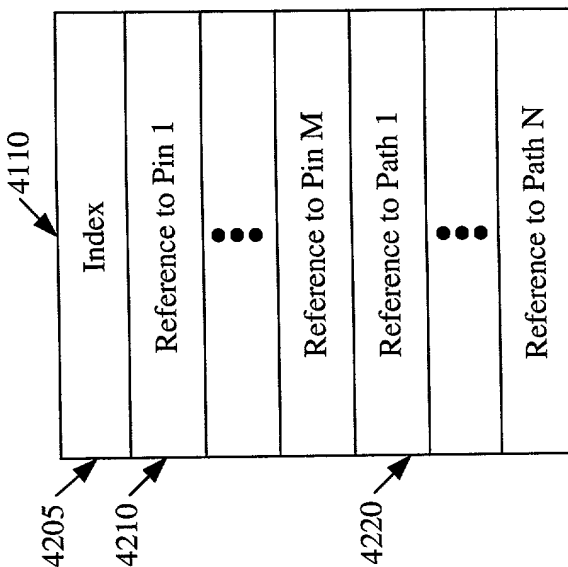 4110
4205
Index
4210
Reference to Pin 1
Reference to Pin M
4220
Reference to Path 1
Reference to Path N